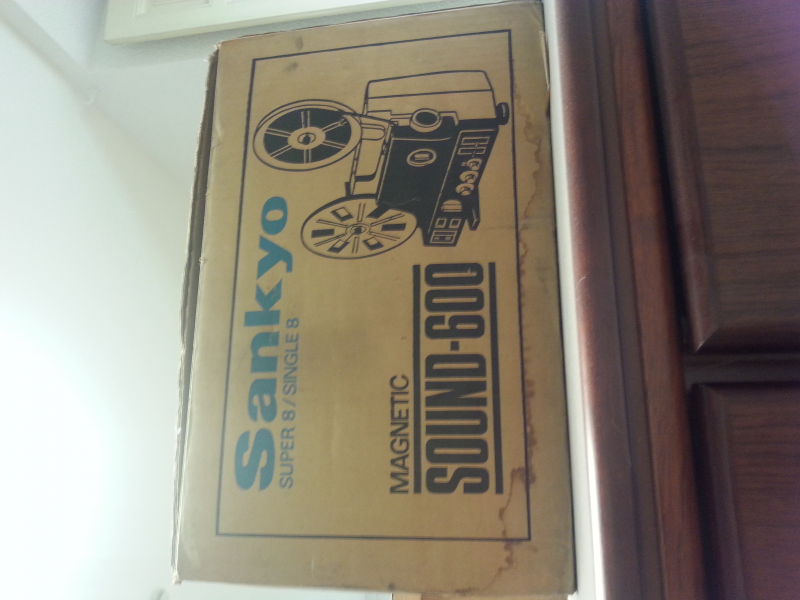 Sankyo
SUPER 8/SINGLE 8
MAGNETIC
SOUND-600